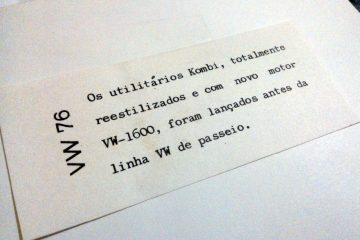 VW 76
Os utilitários Kombi, totalmente
reestilizados e com novo motor
VW-1600, foram lançados antes da
linha VW de passeio.